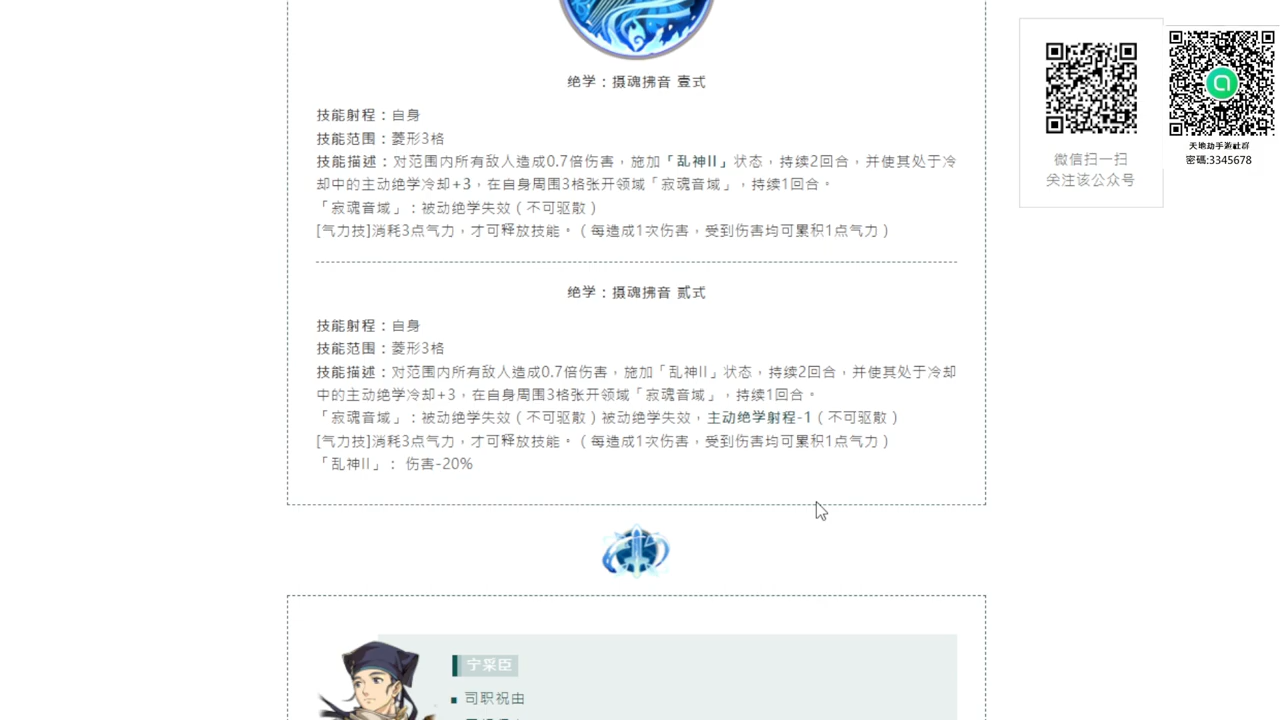 绝学：摄魂拂音 壹式
技能射程：自身
技能范围：菱形3格
技能描述：对范围内所有敌人造成0.7倍伤害，施加「乱神II」状态，持续2回合，并使其处于冷
却中的主动绝学冷却+3，在自身周围3格张开领域「寂魂音域」，持续1回合。
「寂魂音域」：被动绝学失效（不可驱散）
[气力技]消耗3点气力，才可释放技能。（每造成1次伤害，受到伤害均可累积1点气力）
绝学：摄魂拂音 贰式
技能射程：自身
技能范围：菱形3格
技能描述：对范围内所有敌人造成0.7倍伤害，施加「乱神II」状态，持续2回合，并使其处于冷却
中的主动绝学冷却+3，在自身周围3格张开领域「寂魂音域」，持续1回合。
「寂魂音域」：被动绝学失效（不可驱散）被动绝学失效，主动绝学射程-1（不可驱散）
[气力技]消耗3点气力，才可释放技能。（每造成1次伤害，受到伤害均可累积1点气力）
「乱神II」： 伤害-20%
宁采臣
司职祝由
微信扫一扫
关注该公众号
天地劫手游社群
密碼:3345678